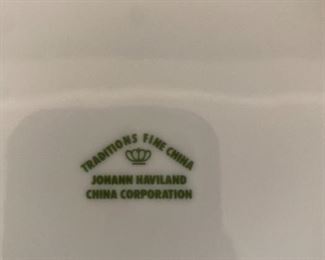 TRADITIONS FINE CHINA
JOHANN HAVILAND
CHINA CORPORATION